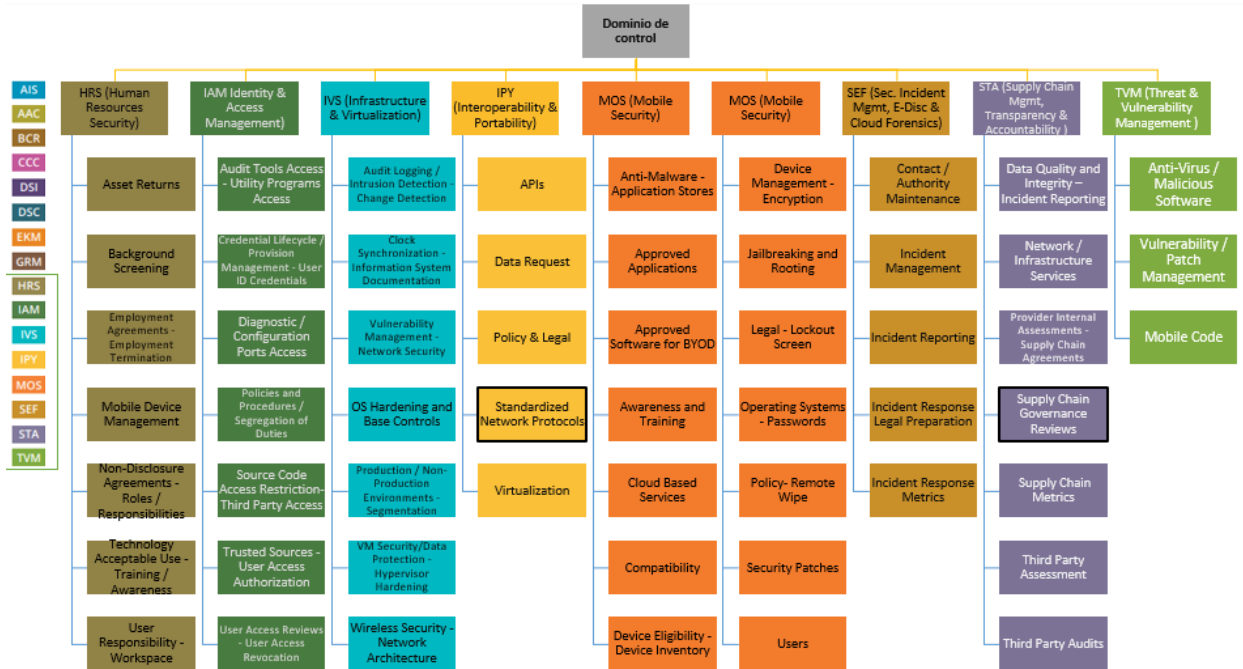 Dominio de
control
AIS
AAC
BCR
CCC
DSI
DSC
EKM
GRM
HRS
IAM
IVS
IPY
MOS
SEF
STA
TVM
HRS (Human
Resources
Security)
Asset Returns
Background
Screening
Employment
Agreements -
Employment
Termination
Mobile Device
Management
Non-Disclosure
Agreements -
Roles /
Responsibilities
Technology
Acceptable Use -
Training /
Awareness
User
Responsibility -
Workspace
IAM Identity &
Access
Management)
Audit Tools Access
- Utility Programs
Access
Credential Lifecycle /
Provision
Management - User
ID Credentials
Diagnostic /
Configuration
Ports Access
Policies and
Procedures /
Segregation of
Duties
Source Code
Access Restriction-
Third Party Access
Trusted Sources -
User Access
Authorization
User Access Reviews
- User Access
Revocation
IVS (Infrastructure
& Virtualization)
Audit Logging /
Intrusion Detection -
Change Detection
Clock
Synchronization -
Information System
Documentation
Vulnerability
Management -
Network Security
OS Hardening and
Base Controls
Production / Non-
Production
Environments -
Segmentation
VM Security/Data
Protection -
Hypervisor
Hardening
Wireless Security -
Network
Architecture
IPY
(Interoperability &
Portability)
APIs
Data Request
Policy & Legal
Standardized
Network Protocols
Virtualization
MOS (Mobile
Security)
Anti-Malware -
Application Stores
Approved
Applications
Approved
Software for BYOD
Awareness and
Training
Cloud Based
Services
Compatibility
Device Eligibility -
Device Inventory
MOS (Mobile
Security)
Device
Management -
Encryption
Jailbreaking and
Rooting
Legal - Lockout
Screen
Operating Systems
- Passwords
Policy- Remote
Wipe
Security Patches
Users
SEF (Sec. Incident
Mgmt, E-Disc &
Cloud Forensics)
Contact /
Authority
Maintenance
Incident
Management
Incident Reporting
Incident Response
Legal Preparation
Incident Response
Metrics
STA (Supply Chain
Mgmt,
Transparency &
Accountability )
Data Quality and
Integrity –
Incident Reporting
Network /
Infrastructure
Services
Provider Internal
Assessments -
Supply Chain
Agreements
Supply Chain
Governance
Reviews
Supply Chain
Metrics
Third Party
Assessment
Third Party Audits
TVM (Threat &
Vulnerability
Management )
Anti-Virus /
Malicious
Software
Vulnerability /
Patch
Management
Mobile Code